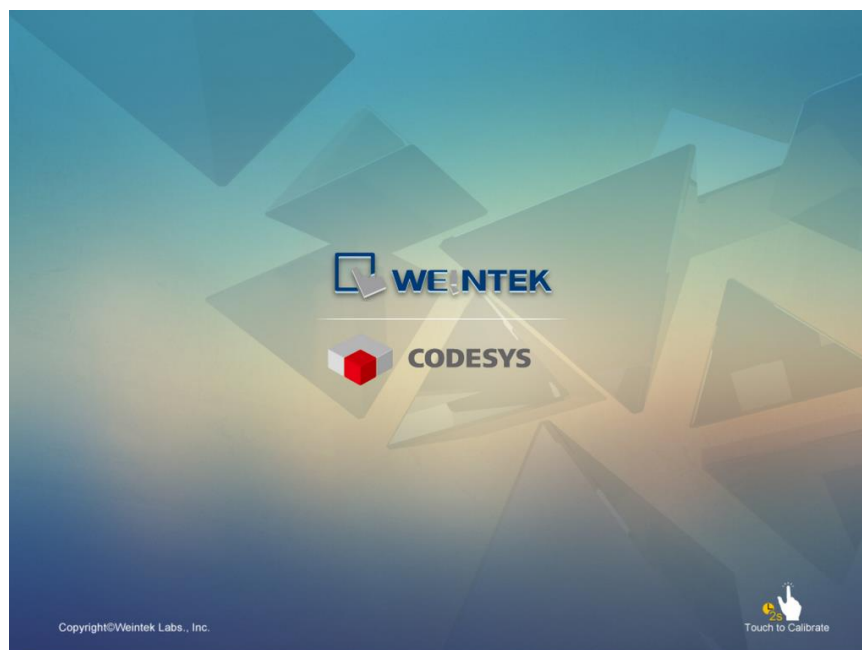 WEINTEK
CODESYS
2s
Copyright©Weintek Labs., Inc.
Touch to Calibrate